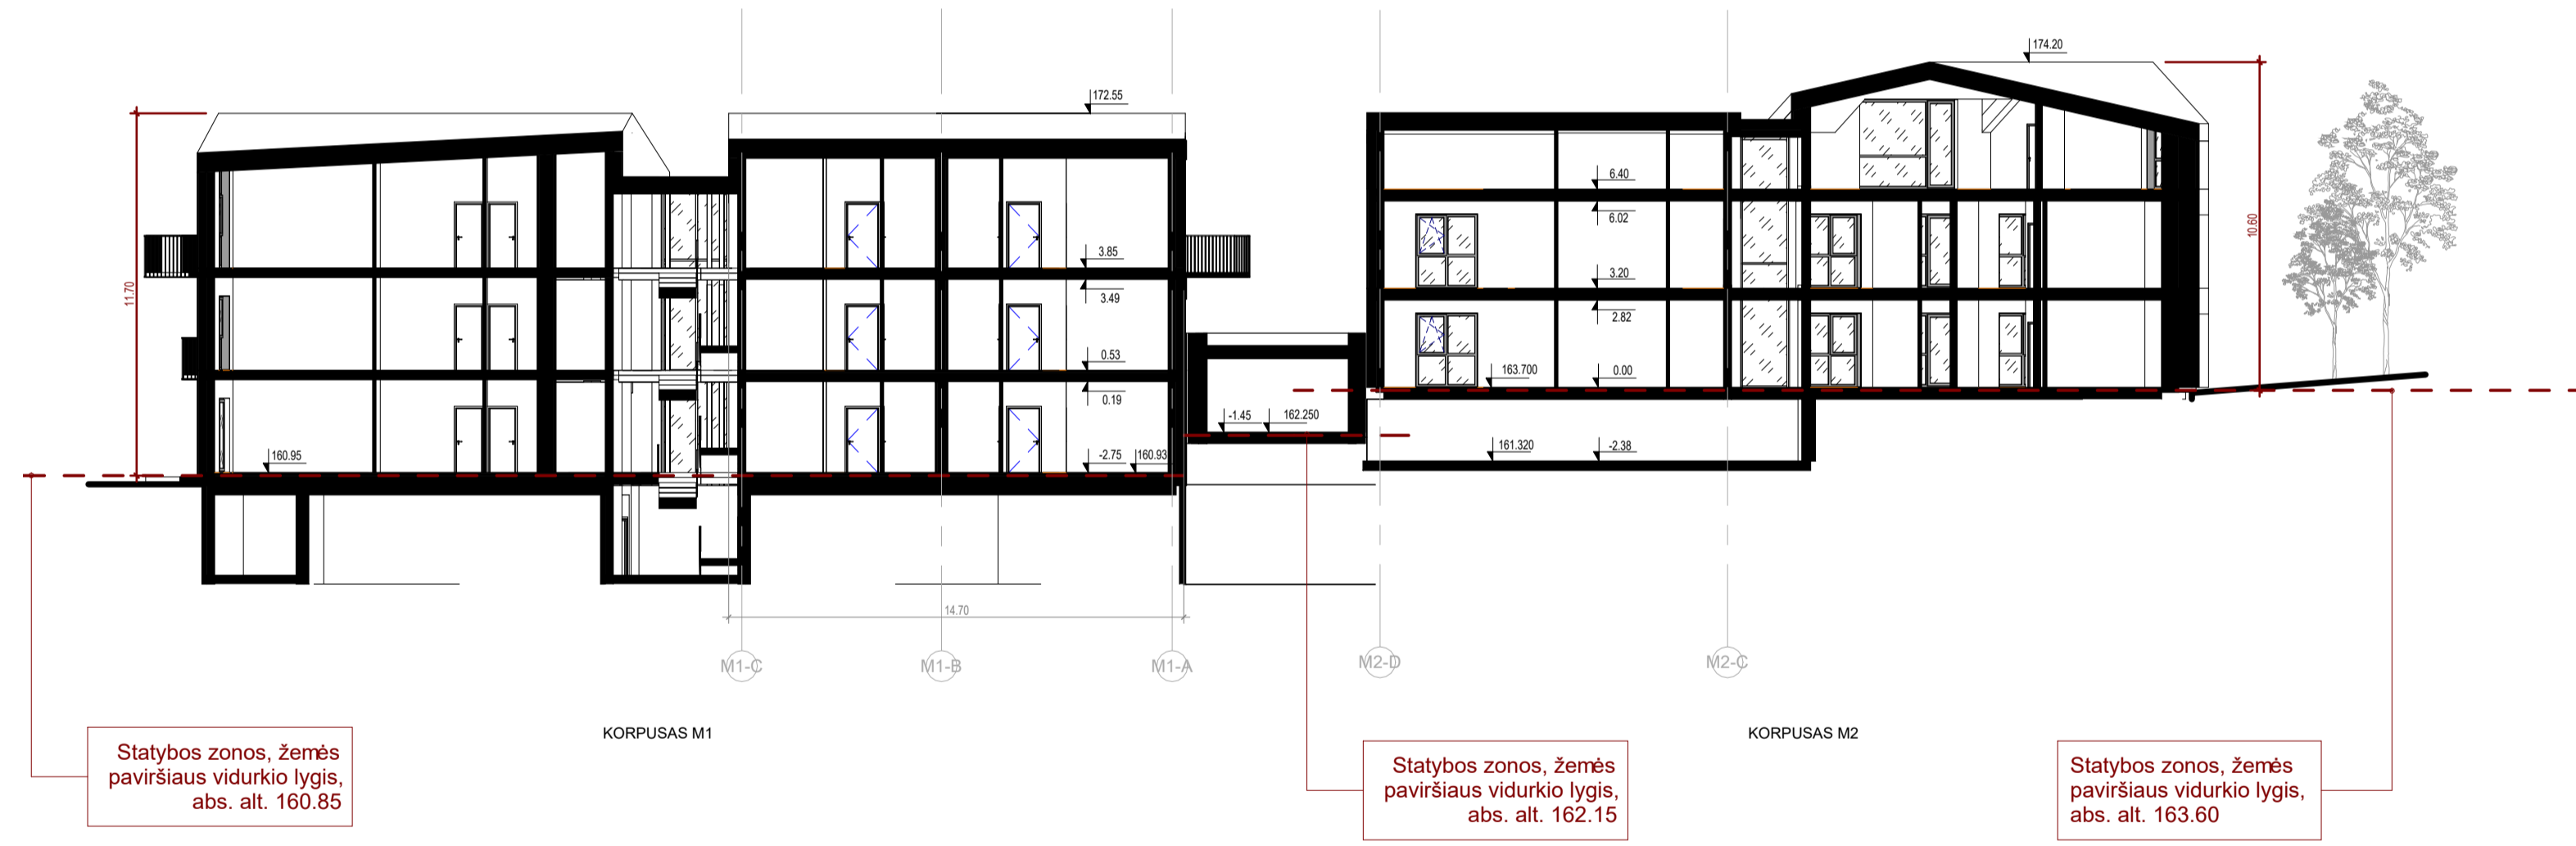 174.20
172.55
11.70
10.60
6.40
6.02
3.85
3.49
3.20
2.82
0.53
0.19
163.700
0.00
-1.45
162.250
160.95
-2.75
160.93
161.320
-2.38
14.70
M1-C
M1-B
M1-A
M2-D
M2-C
KORPUSAS M1
KORPUSAS M2
Statybos zonos, žemės
paviršiaus vidurkio lygis,
abs. alt. 160.85
Statybos zonos, žemės
paviršiaus vidurkio lygis,
abs. alt. 162.15
Statybos zonos, žemės
paviršiaus vidurkio lygis,
abs. alt. 163.60